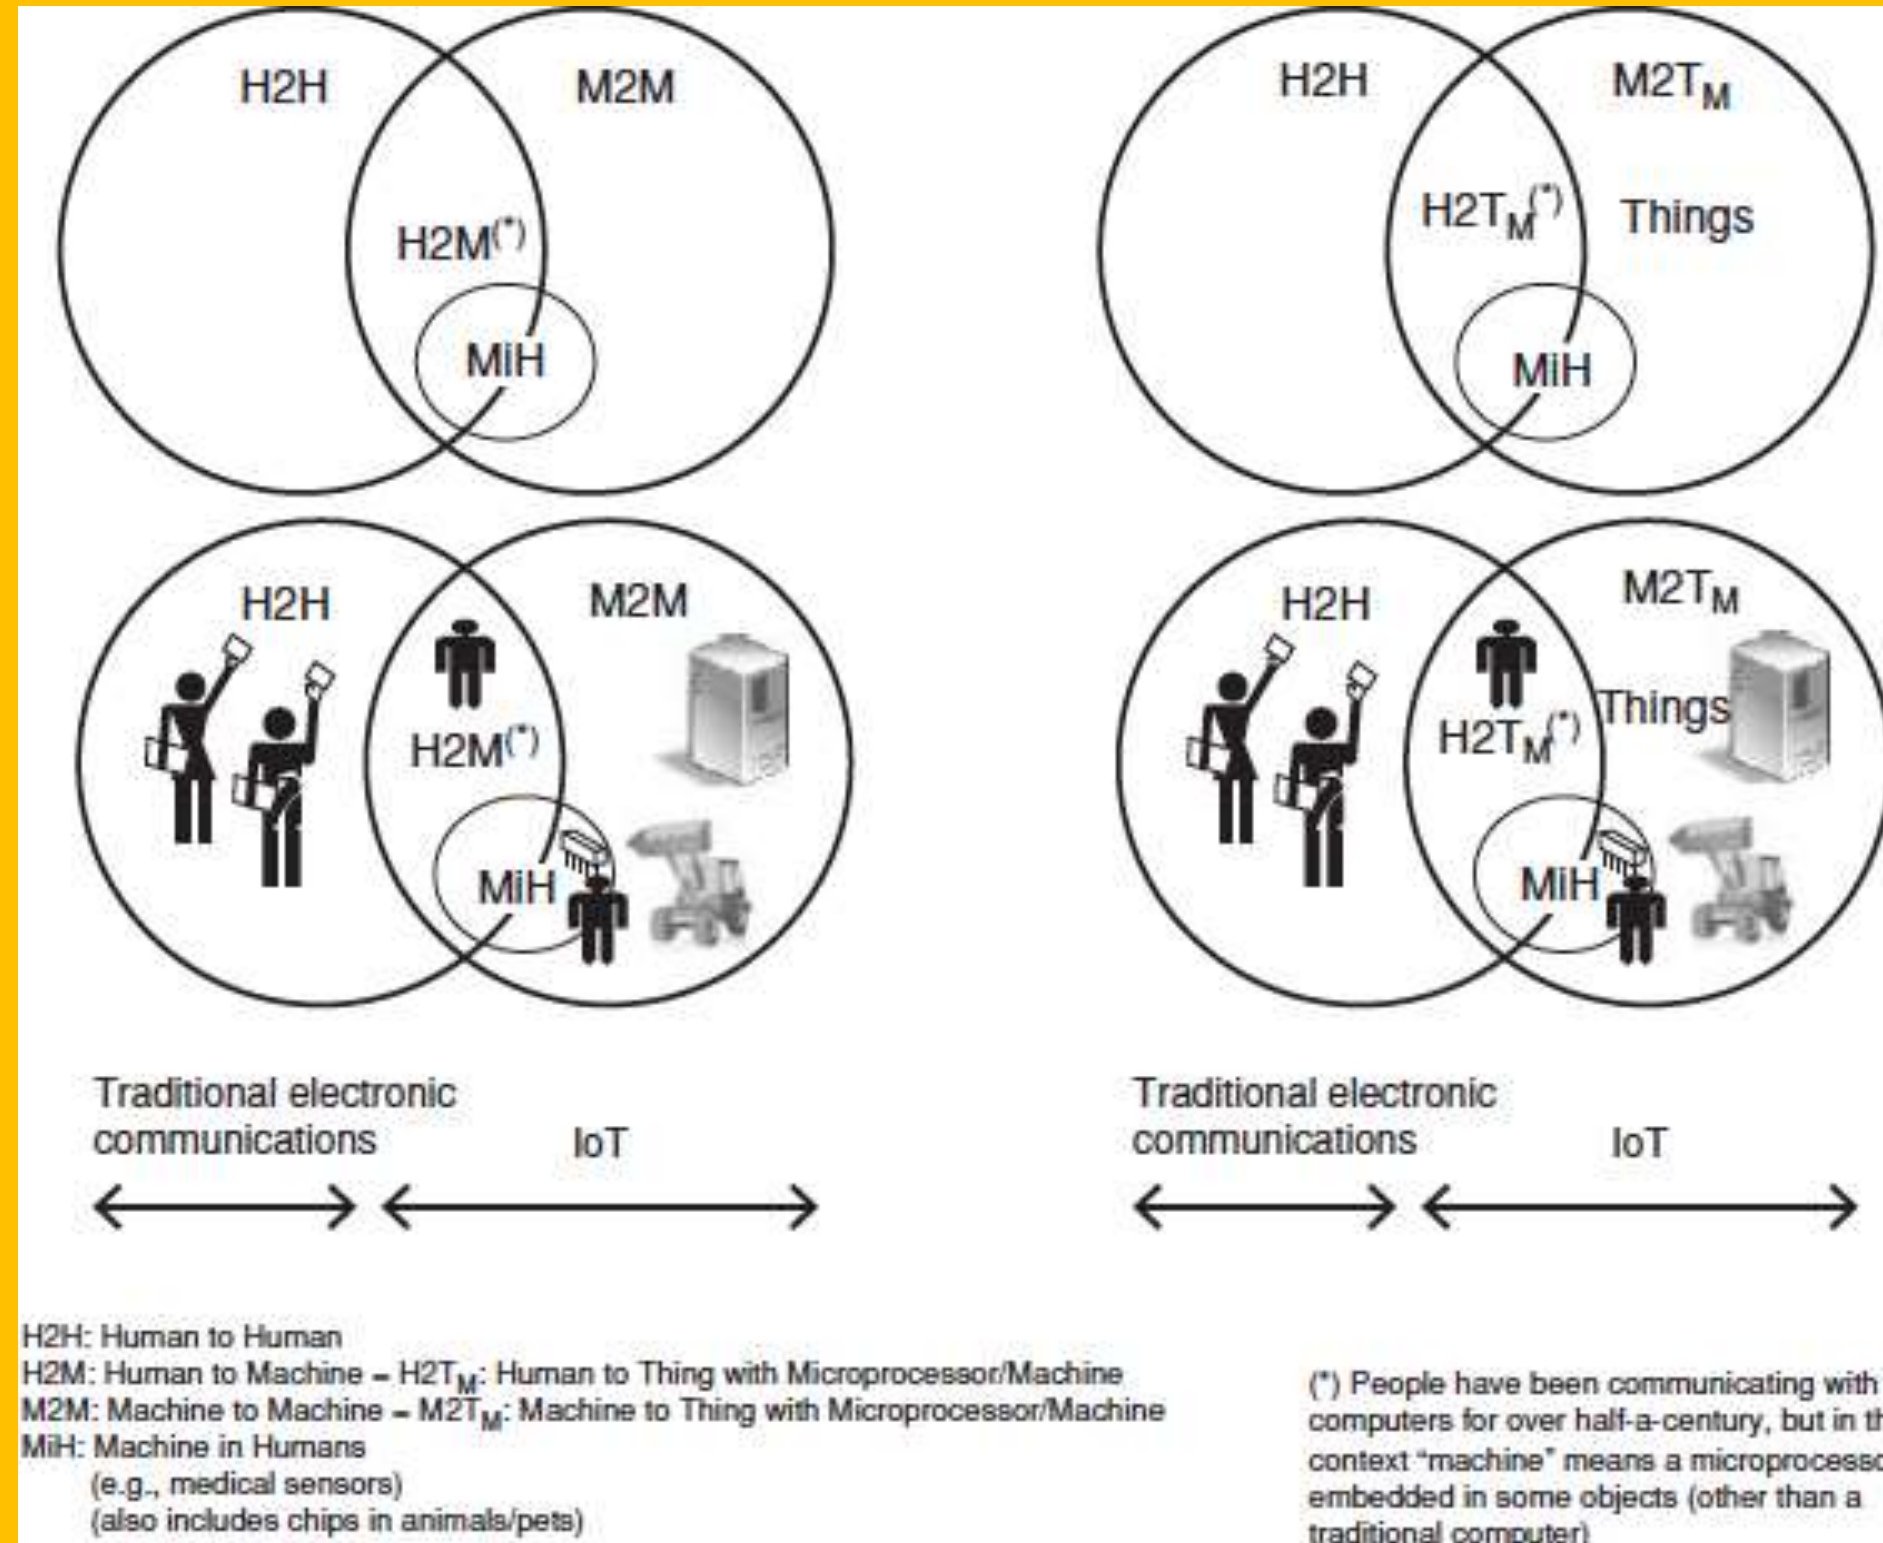 H2H
M2M
H2M(*)
MiH
H2H
M2TM
H2TM(*)
Things
MiH
H2H
M2M
H2M(*)
MiH
H2H
M2TM
Things
H2TM(*)
MiH
Traditional electronic
communications
IoT
Traditional electronic
communications
IoT
H2H: Human to Human
H2M: Human to Machine – H2TM: Human to Thing with Microprocessor/Machine
M2M: Machine to Machine – M2TM: Machine to Thing with Microprocessor/Machine
MiH: Machine in Humans
(e.g., medical sensors)
(also includes chips in animals/pets)
(*) People have been communicating with
computers for over half-a-century, but in
context “machine” means a
embedded in some objects (other than a
traditional computer)